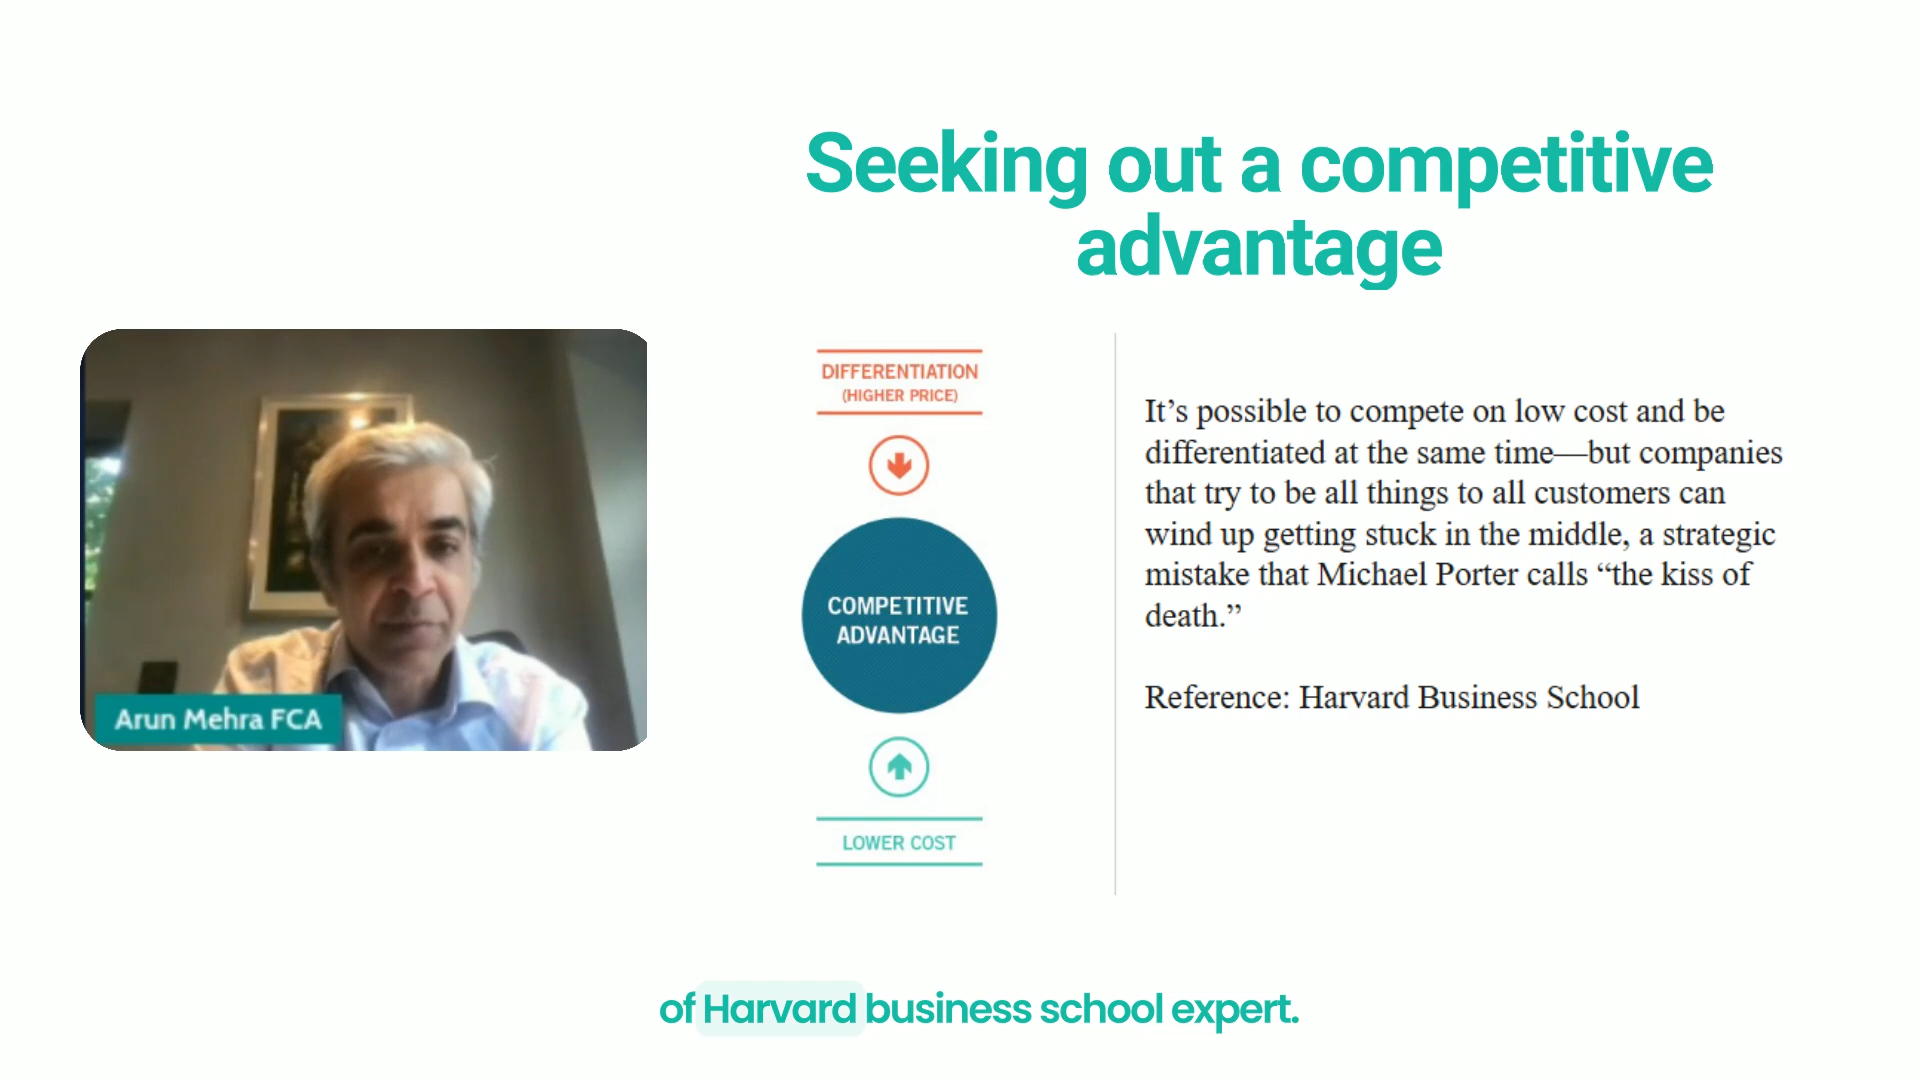 Seeking out a competitive
advantage
DIFFERENTIATION
(HIGHER PRICE)
COMPETITIVE
ADVANTAGE
LOWER COST
It’s possible to compete on low cost and be
differentiated at the same time—but companies
that try to be all things to all customers can
wind up getting stuck in the middle, a strategic
mistake that Michael Porter calls “the kiss of
death.”
Reference: Harvard Business School
Arun Mehra FCA
of Harvard business school expert.